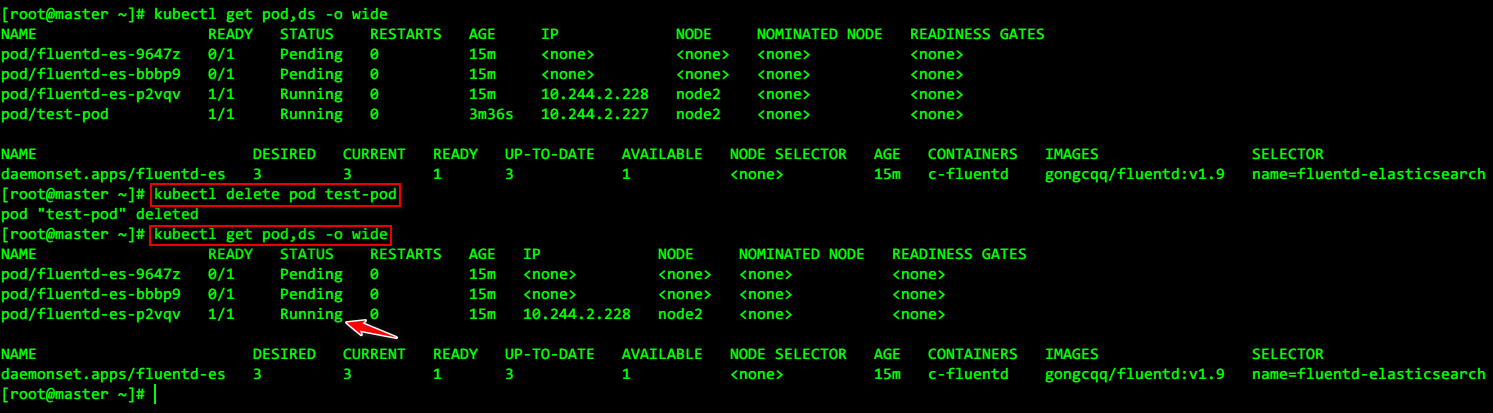 [root@master ~]# kubectl get pod,ds -o wide
NAME READY STATUS RESTARTS AGE IP NODE NOMINATED NODE READINESS GATES
pod/fluentd-es-9647z 0/1 Pending 0 15m <none> <none> <none> <none>
pod/fluentd-es-bbbp9 0/1 Pending 0 15m <none> <none> <none> <none>
pod/fluentd-es-p2vqv 1/1 Running 0 15m 10.244.2.228 node2 <none> <none>
pod/test-pod 1/1 Running 0 3m36s 10.244.2.227 node2 <none> <none>
NAME DESIRED CURRENT READY UP-TO-DATE AVAILABLE NODE SELECTOR AGE CONTAINERS IMAGES SELECTOR
daemonset.apps/fluentd-es 3 3 1 3 1 <none> 15m c-fluentd gongcqq/fluentd:v1.9 name=fluentd-elasticsearch
[root@master ~]# kubectl delete pod test-pod
pod "test-pod" deleted
[root@master ~]# kubectl get pod,ds -o wide
NAME READY STATUS RESTARTS AGE IP NODE NOMINATED NODE READINESS GATES
pod/fluentd-es-9647z 0/1 Pending 0 15m <none> <none> <none> <none>
pod/fluentd-es-bbbp9 0/1 Pending 0 15m <none> <none> <none> <none>
pod/fluentd-es-p2vqv 1/1 Running 0 15m 10.244.2.228 node2 <none> <none>
NAME DESIRED CURRENT READY UP-TO-DATE AVAILABLE NODE SELECTOR AGE CONTAINERS IMAGES SELECTOR
daemonset.apps/fluentd-es 3 3 1 3 1 <none> 15m c-fluentd gongcqq/fluentd:v1.9 name=fluentd-elasticsearch
[root@master ~]#